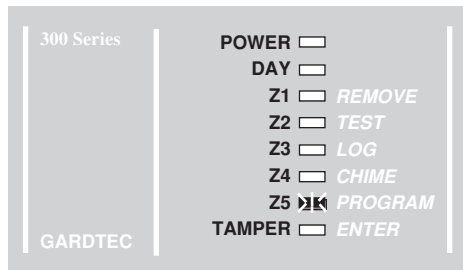 300 Series
POWER
DAY
Z1 REMOVE
Z2 TEST
Z3 LOG
Z4 CHIME
Z5 PROGRAM
TAMPER ENTER
GARDTEC